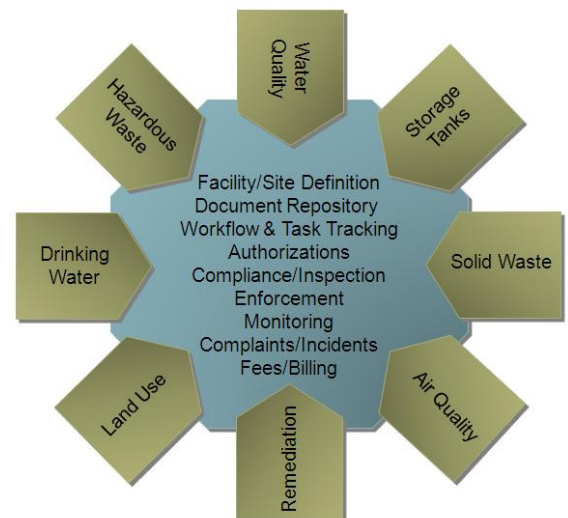 Water
Quality
Storage
Tanks
Solid Waste
Air Quality
Remediation
Land Use
Drinking
Water
Hazardous
Waste
Facility/Site Definition
Document Repository
Workflow & Task Tracking
Authorizations
Compliance/Inspection
Enforcement
Monitoring
Complaints/Incidents
Fees/Billing